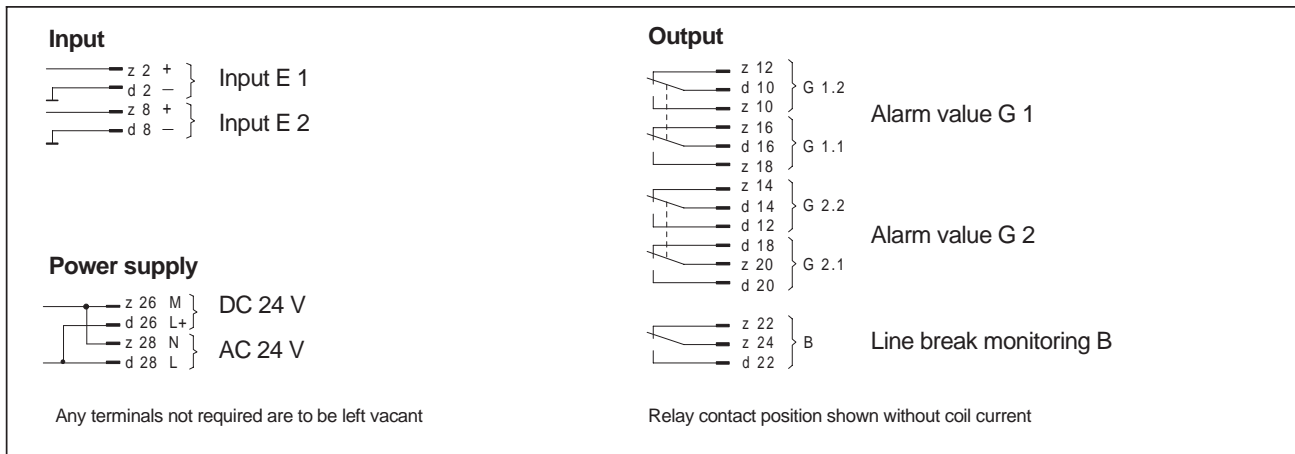 Input
z 2 +
d 2 –
Input E 1
z 8 +
d 8 –
Input E 2
Power supply
z 26 M
d 26 L+
DC 24 V
z 28 N
d 28 L
AC 24 V
Any terminals not required are to be left vacant
Output
z 12
d 10
z 10
G 1.2
z 16
d 16
z 18
G 1.1
Alarm value G 1
z 14
d 14
d 12
G 2.2
d 18
z 20
d 20
G 2.1
Alarm value G 2
z 22
z 24
d 22
B
Line break monitoring B
Relay contact position shown without coil current